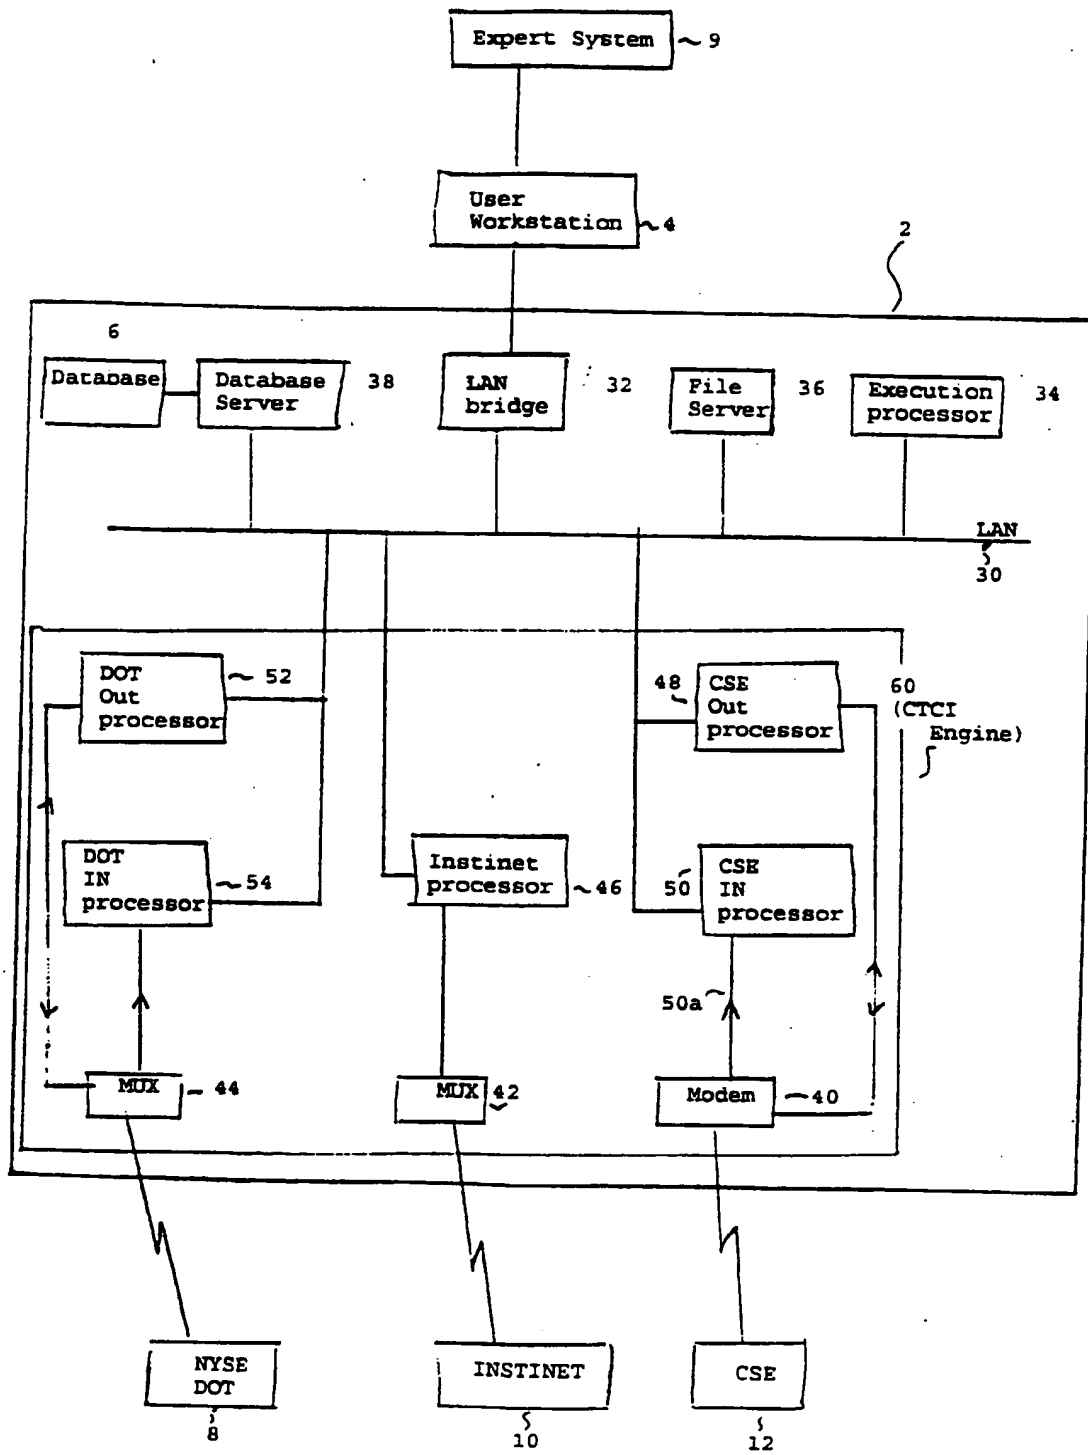 Expert System
9
User
Workstation
4
2
6
Database
Database
Server
38
LAN
bridge
32
File
Server
36
Execution
processor
34
LAN
30
DOT
Out
processor
52
48
CSE
Out
processor
60
(CTCI
Engine)
DOT
IN
processor
54
Instinet
processor
46
50
CSE
IN
processor
50a
MUX
44
MUX
42
Modem
40
NYSE
DOT
8
INSTINET
10
CSE
12